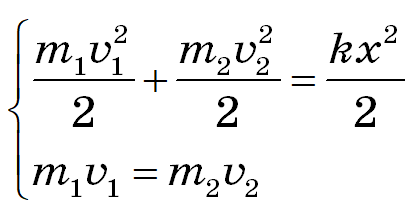 m₁v₁²/2 + m₂v₂²/2 = kx²/2
m₁v₁ = m₂v₂